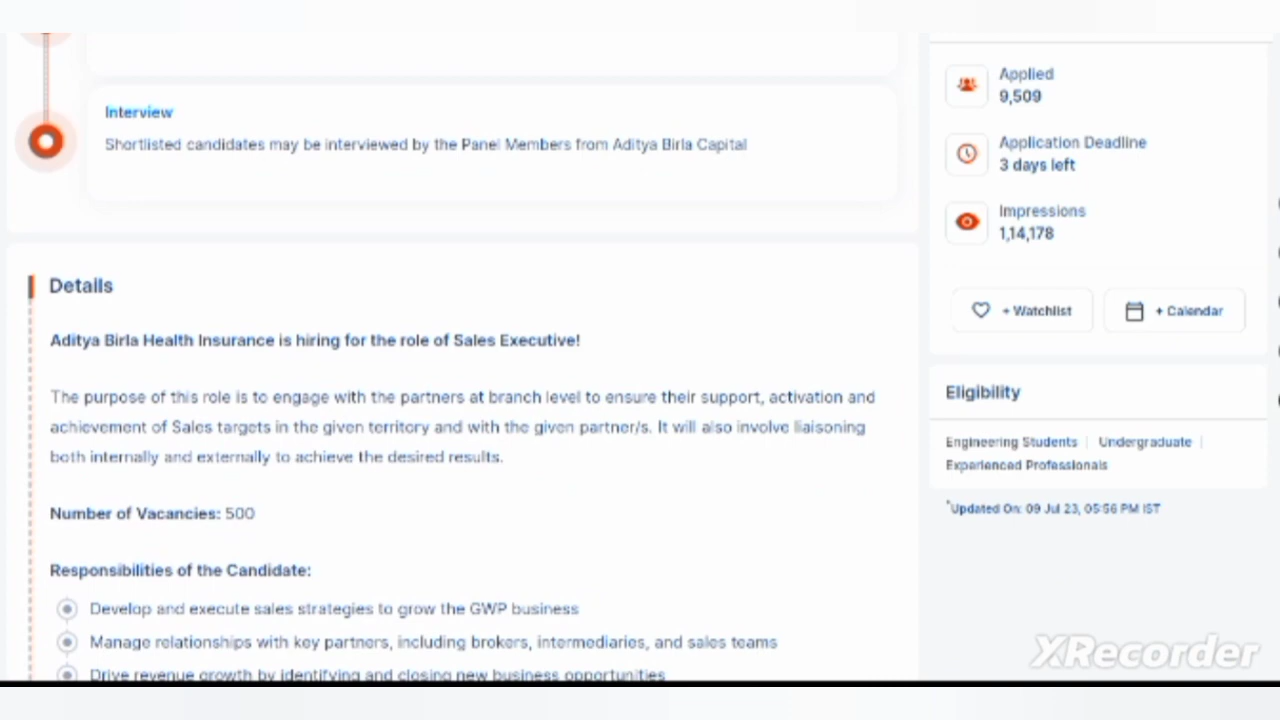 Interview
Shortlisted candidates may be interviewed by the Panel Members from Aditya Birla Capital
Details
Aditya Birla Health Insurance is hiring for the role of Sales Executive!
The purpose of this role is to engage with the partners at branch level to ensure their support, activation and
achievement of Sales targets in the given territory and with the given partner/s. It will also involve liaisoning
both internally and externally to achieve the desired results.
Number of Vacancies: 500
Responsibilities of the Candidate:
Develop and execute sales strategies to grow the GWP business
Manage relationships with key partners, including brokers, intermediaries, and sales teams
Drive revenue growth by identifying and closing new business opportunities
Applied
9,509
Application Deadline
3 days left
Impressions
1,14,178
+ Watchlist
+ Calendar
Eligibility
Engineering Students | Undergraduate |
Experienced Professionals
*Updated On: 09 Jul 23, 05:56 PM IST
XRecorder